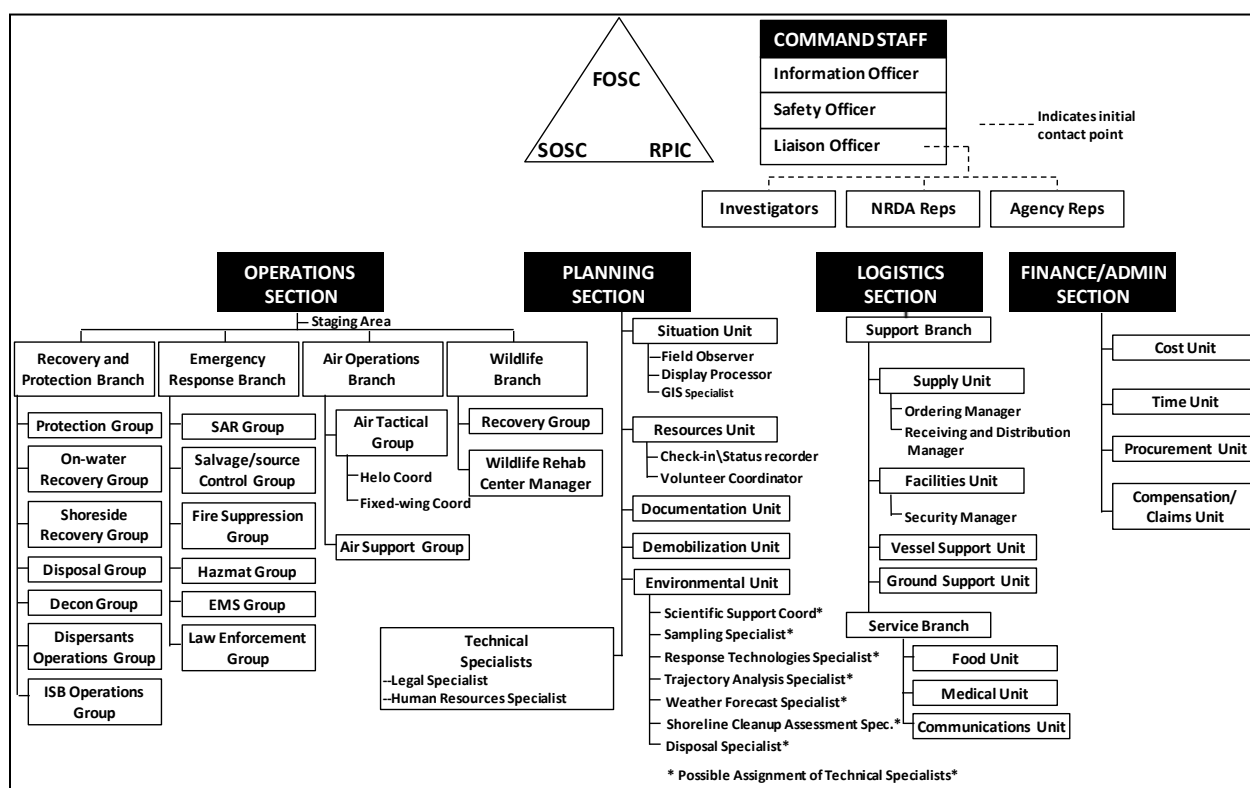 FOSC
SOSC
RPIC
COMMAND STAFF
Information Officer
Safety Officer
Liaison Officer
Indicates initial
contact point
Investigators
NRDA Reps
Agency Reps
OPERATIONS
SECTION
Staging Area
Recovery and
Protection Branch
Protection Group
On-water
Recovery Group
Shoreside
Recovery Group
Disposal Group
Decon Group
Dispersants
Operations Group
ISB Operations
Group
Emergency
Response Branch
SAR Group
Salvage/source
Control Group
Fire Suppression
Group
Hazmat Group
EMS Group
Law Enforcement
Group
Air Operations
Branch
Air Tactical
Group
Helo Coord
Fixed-wing Coord
Air Support Group
Wildlife
Branch
Recovery Group
Wildlife Rehab
Center Manager
PLANNING
SECTION
Situation Unit
Field Observer
Display Processor
GIS Specialist
Resources Unit
Check-in\Status recorder
Volunteer Coordinator
Documentation Unit
Demobilization Unit
Environmental Unit
Scientific Support Coord*
Sampling Specialist*
Response Technologies Specialist*
Trajectory Analysis Specialist*
Weather Forecast Specialist*
Shoreline Cleanup Assessment Spec.*
Disposal Specialist*
* Possible Assignment of Technical Specialists*
Technical
Specialists
--Legal Specialist
--Human Resources Specialist
LOGISTICS
SECTION
Support Branch
Supply Unit
Ordering Manager
Receiving and Distribution
Manager
Facilities Unit
Security Manager
Vessel Support Unit
Ground Support Unit
Service Branch
Food Unit
Medical Unit
Communications Unit
FINANCE/ADMIN
SECTION
Cost Unit
Time Unit
Procurement Unit
Compensation/
Claims Unit